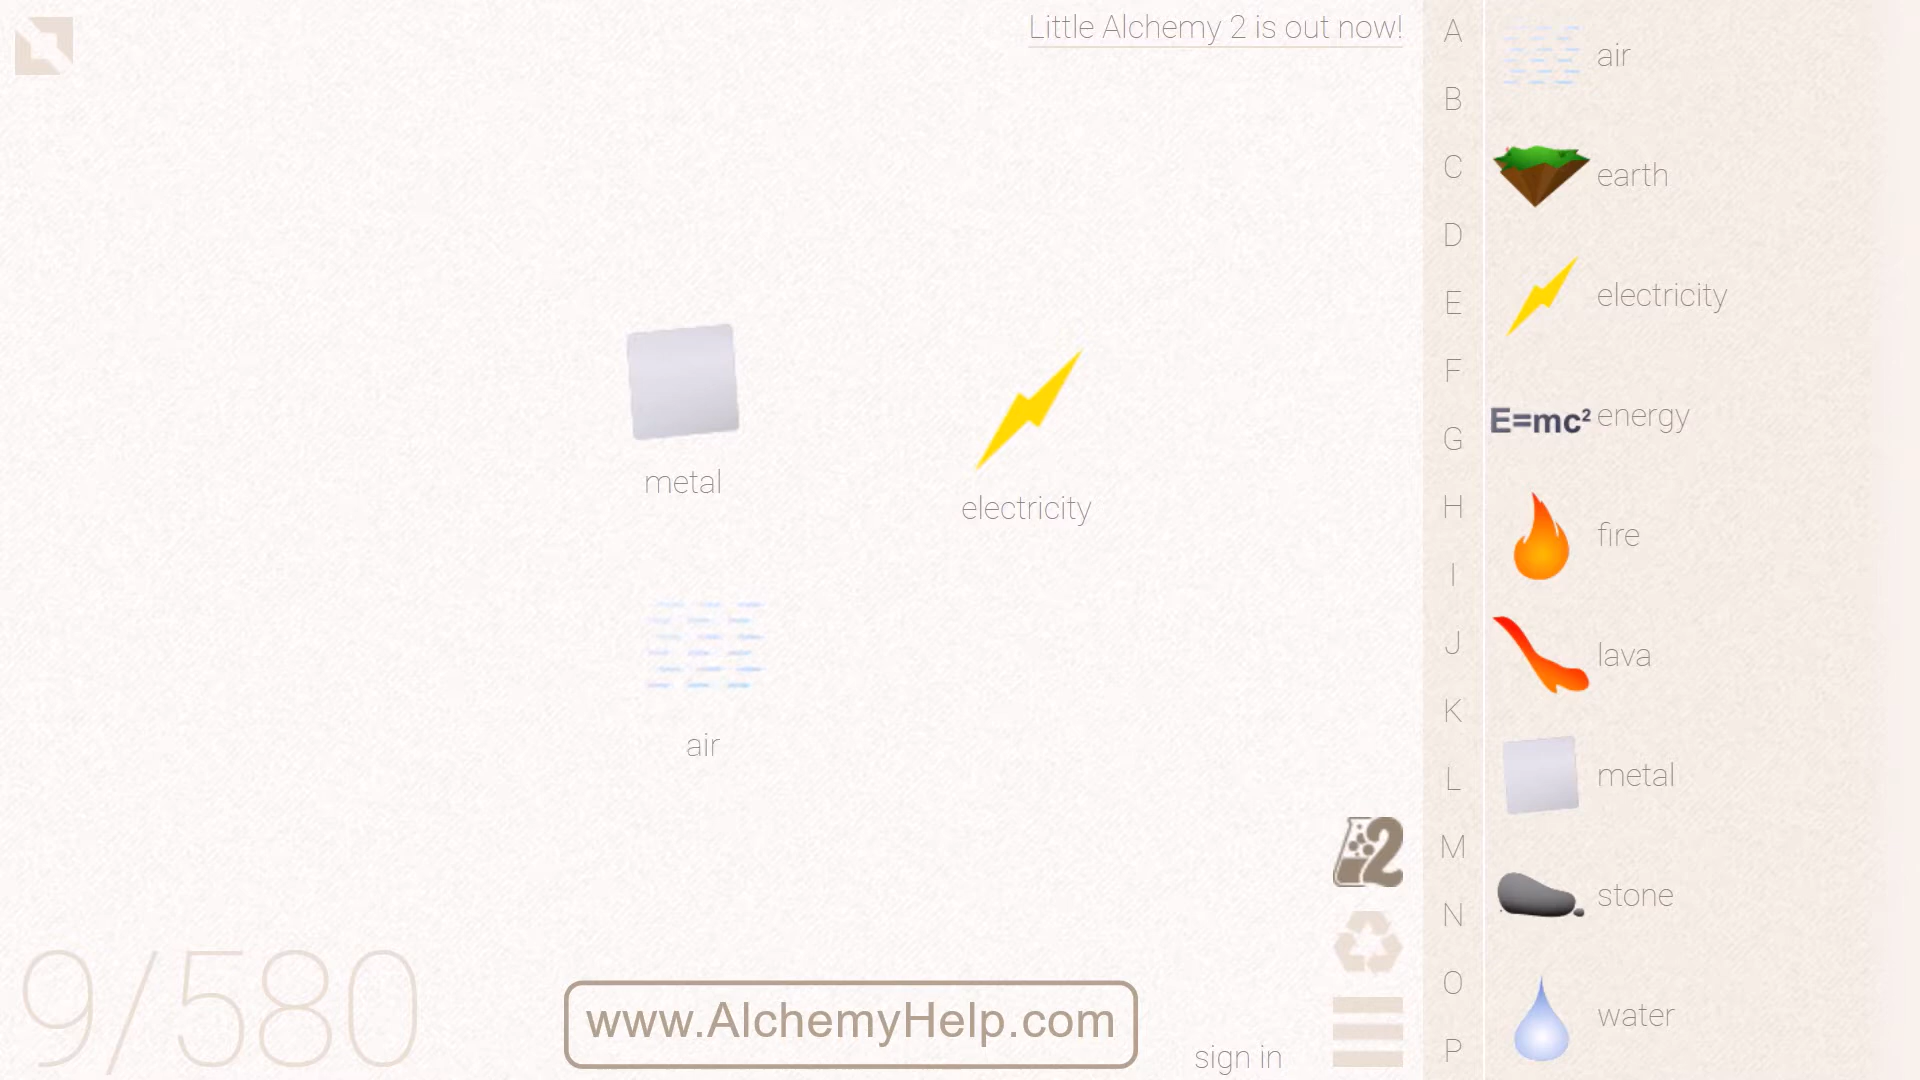 Little Alchemy 2 is out now!
A
B
C
D
E
F
G
H
I
J
K
L
M
N
O
P
air
earth
electricity
E=mc² energy
fire
lava
metal
stone
water
metal
electricity
air
2
9/580
www.AlchemyHelp.com
sign in